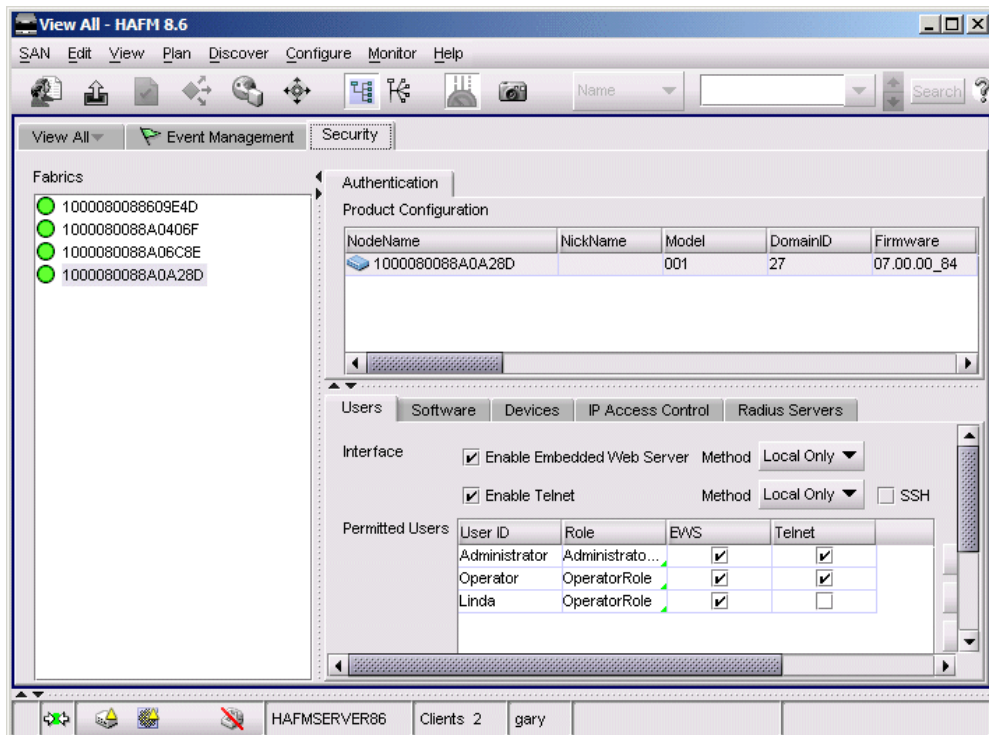 View All - HAFM 8.6
SAN Edit View Plan Discover Configure Monitor Help
Name Search ?
View All Event Management Security
Fabrics
1000080088609E4D
1000080088A0406F
1000080088A06C8E
1000080088A0A28D
Authentication
Product Configuration
NodeName NickName Model DomainID Firmware
1000080088A0A28D 001 27 07.00.00_84
Users Software Devices IP Access Control Radius Servers
Interface Enable Embedded Web Server Method Local Only
Enable Telnet Method Local Only SSH
Permitted Users User ID Role EWS Telnet
Administrator Administrato...
Operator OperatorRole
Linda OperatorRole
HAFMSERVER86 Clients 2 gary